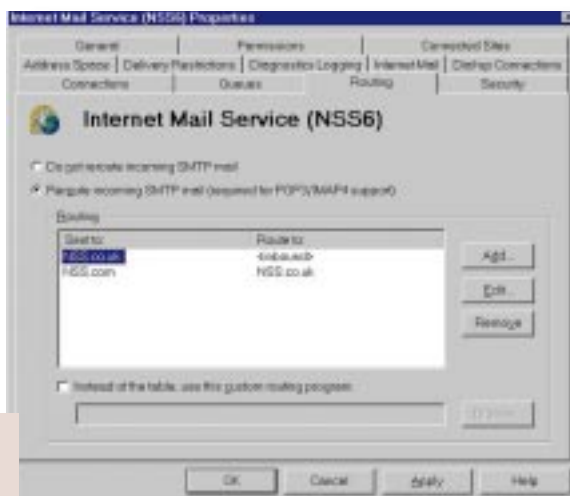 Internet Mail Service (NSS6) Properties
General Permissions Connected Sites
Address Space Delivery Restrictions Diagnostics Logging Internet Mail Dial-up Connections
Connections Queues Routing Security
Internet Mail Service (NSS6)
Do not reroute incoming SMTP mail
Reroute incoming SMTP mail (required for POP3/IMAP4 support)
Routing
Sent to: Route to:
NSS.co.uk <inbound>
NSS.com NSS.co.uk
Add...
Edit...
Remove
Instead of the table, use this custom routing program:
OK Cancel Apply Help